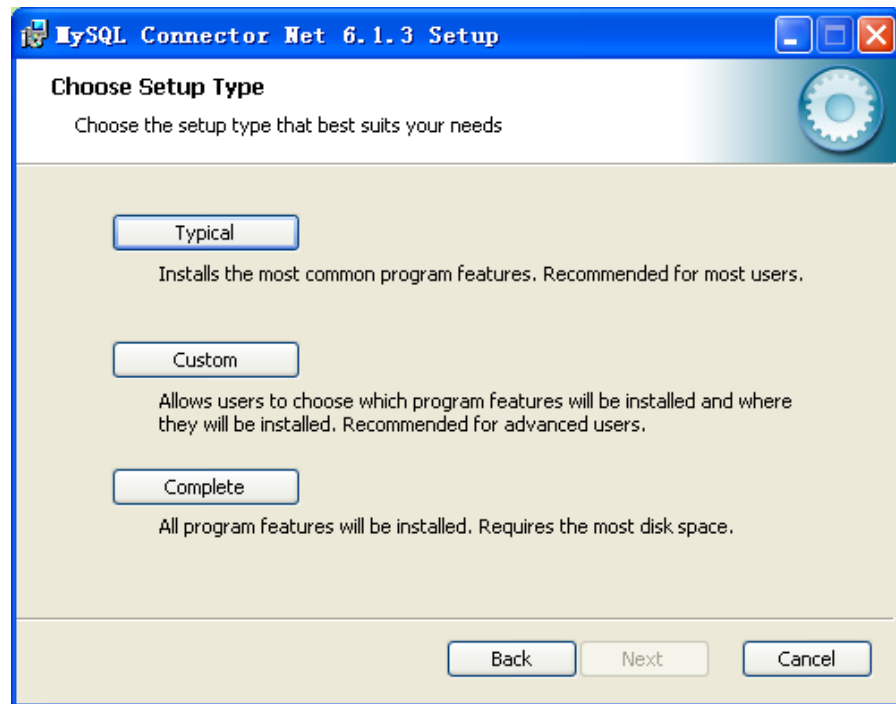 MySQL Connector Net 6.1.3 Setup
Choose Setup Type
Choose the setup type that best suits your needs
Typical
Installs the most common program features. Recommended for most users.
Custom
Allows users to choose which program features will be installed and where
they will be installed. Recommended for advanced users.
Complete
All program features will be installed. Requires the most disk space.
Back Next Cancel